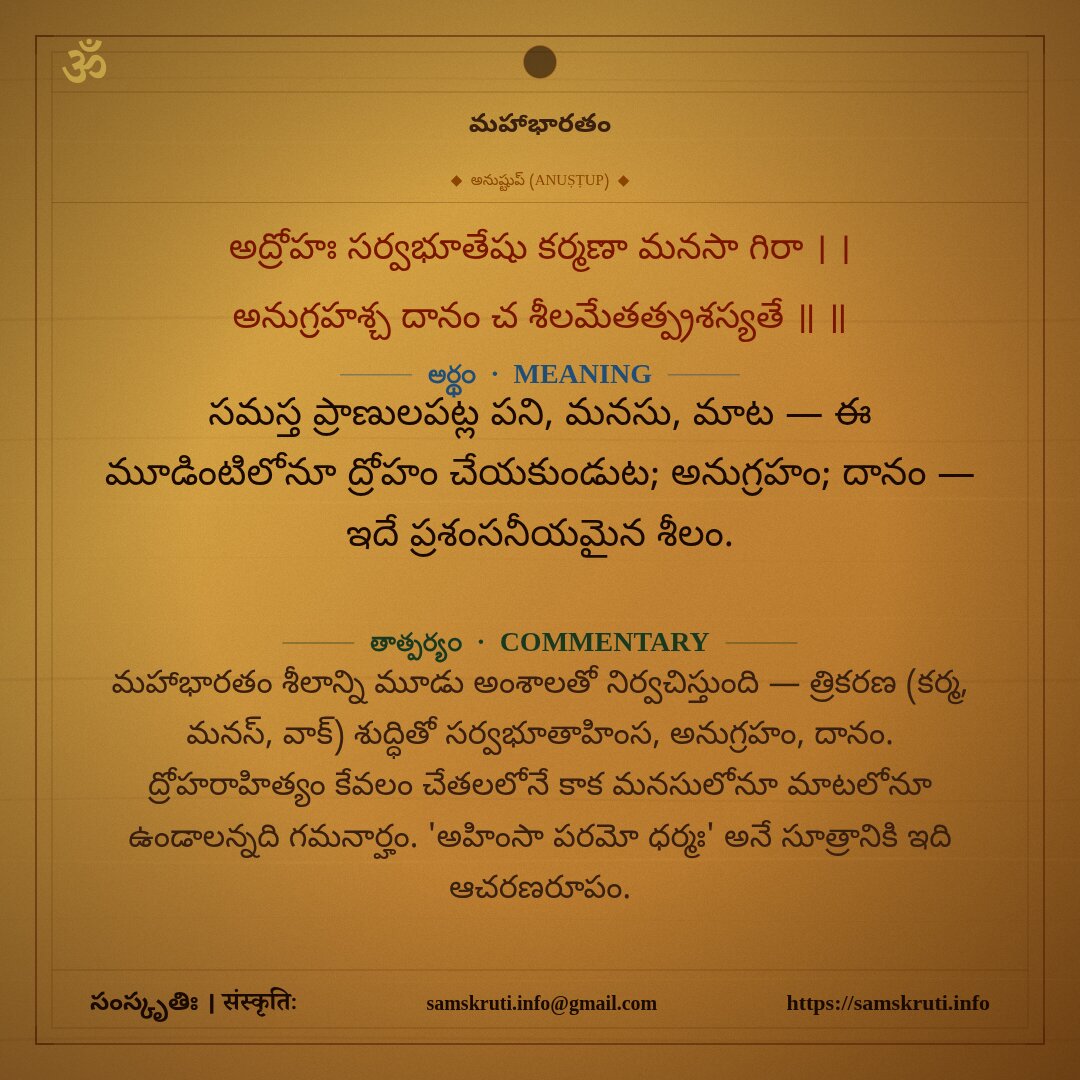 ॐ
మహాభారతం
◆ అనుష్టుప్ (ANUṢṬUP) ◆
అద్రోహః సర్వభూతేషు కర్మణా మనసా గిరా । ।
అనుగ్రహశ్చ దానం చ శీలమేతత్ప్రశస్యతే ॥ ॥
అర్థం · MEANING
సమస్త ప్రాణులపట్ల పని, మనసు, మాట — ఈ
మూడింటిలోనూ ద్రోహం చేయకుండుట; అనుగ్రహం; దానం —
ఇదే ప్రశంసనీయమైన శీలం.
తాత్పర్యం · COMMENTARY
మహాభారతం శీలాన్ని మూడు అంశాలతో నిర్వచిస్తుంది — త్రికరణ (కర్మ,
మనస్, వాక్) శుద్ధితో సర్వభూతాహింస, అనుగ్రహం, దానం.
ద్రోహరాహిత్యం కేవలం చేతలలోనే కాక మనసులోనూ మాటలోనూ
ఉండాలన్నది గమనార్హం. 'అహింసా పరమో ధర్మః' అనే సూత్రానికి ఇది
ఆచరణరూపం.
సంస్కృతిః | संस्कृतिः samskruti.info@gmail.com https://samskruti.info